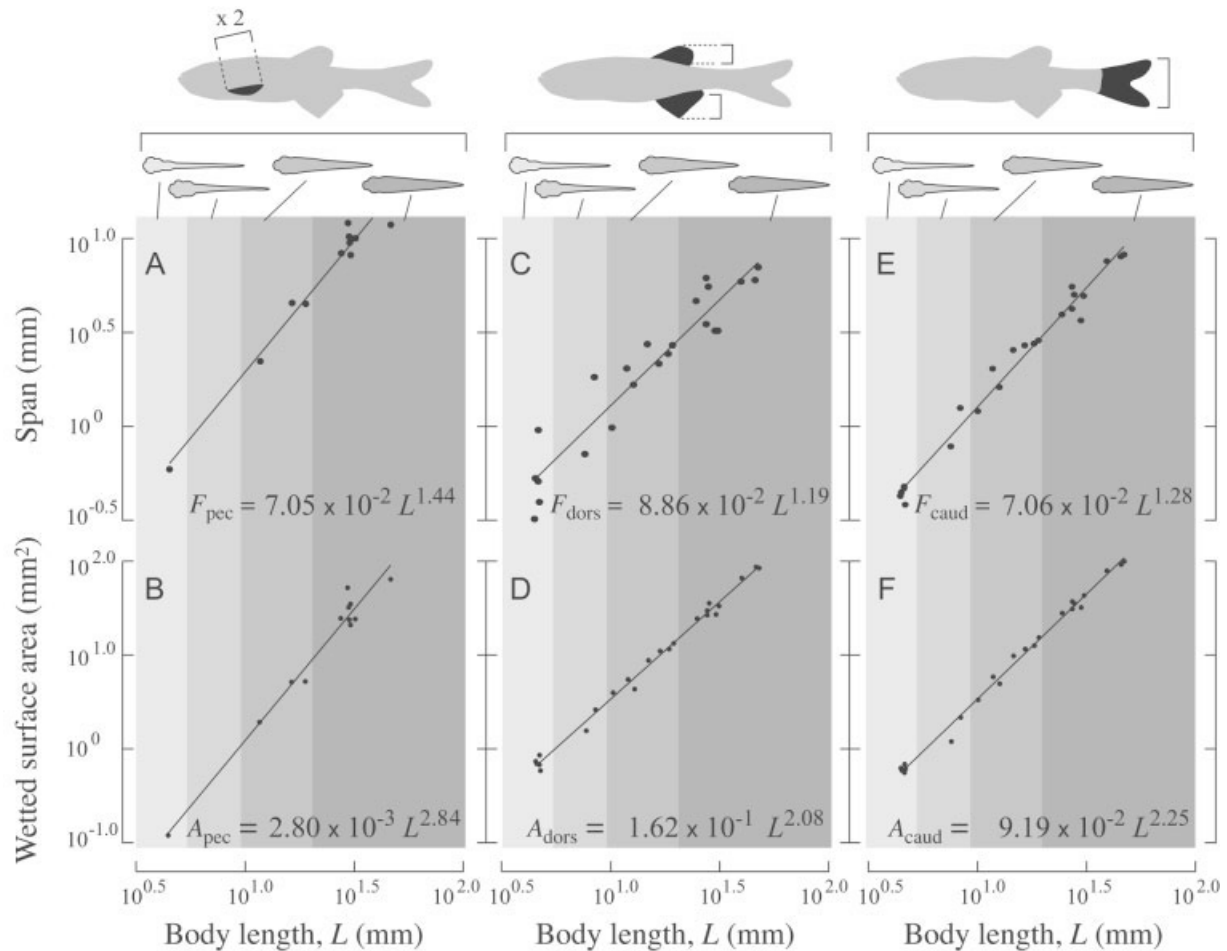 x 2
A
C
E
Span (mm)
10^1.0
10^0.5
10^0
10^-0.5
F_pec = 7.05 x 10^-2 L^1.44
F_dors = 8.86 x 10^-2 L^1.19
F_caud = 7.06 x 10^-2 L^1.28
B
D
F
Wetted surface area (mm²)
10^2.0
10^1.0
10^0
10^-1.0
A_pec = 2.80 x 10^-3 L^2.84
A_dors = 1.62 x 10^-1 L^2.08
A_caud = 9.19 x 10^-2 L^2.25
10^0.5 10^1.0 10^1.5 10^2.0 10^0.5 10^1.0 10^1.5 10^2.0 10^0.5 10^1.0 10^1.5 10^2.0
Body length, L (mm) Body length, L (mm) Body length, L (mm)